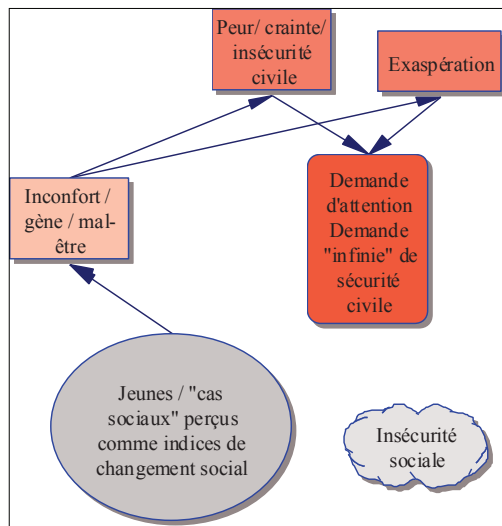 Peur/ crainte/
insécurité
civile
Exaspération
Inconfort /
gène / mal-
être
Demande
d'attention
Demande
"infinie" de
sécurité
civile
Jeunes / "cas
sociaux" perçus
comme indices de
changement social
Insécurité
sociale